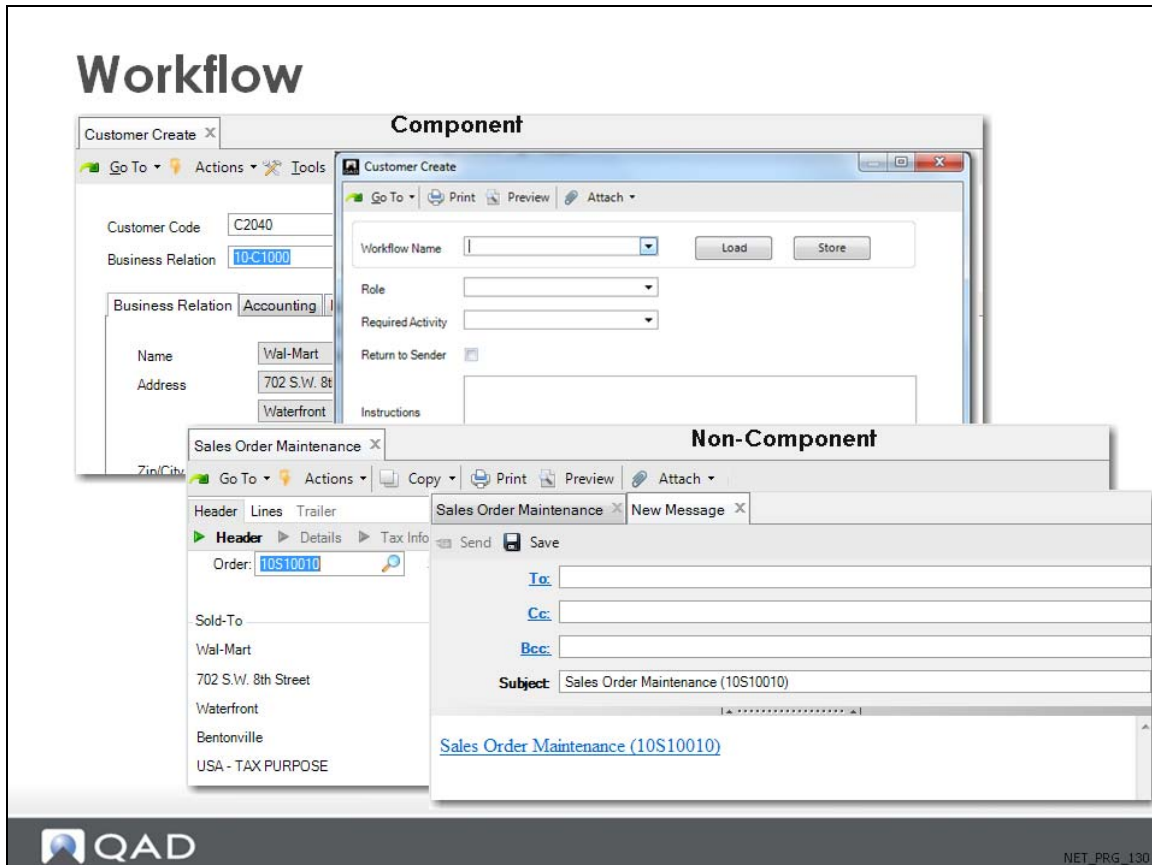 Workflow
Component
Customer Create
Go To Actions Tools
Customer Code C2040
Business Relation 10-C1000
Business Relation Accounting
Name Wal-Mart
Address 702 S.W. 8t
Waterfront
Zip/City
Customer Create
Go To Print Preview Attach
Workflow Name Load Store
Role
Required Activity
Return to Sender
Instructions
Non-Component
Sales Order Maintenance
Go To Actions Copy Print Preview Attach
Header Lines Trailer
Header Details Tax Info
Order: 10S10010
Sold-To
Wal-Mart
702 S.W. 8th Street
Waterfront
Bentonville
USA - TAX PURPOSE
Sales Order Maintenance New Message
Send Save
To:
Cc:
Bcc:
Subject: Sales Order Maintenance (10S10010)
Sales Order Maintenance (10S10010)
QAD
NET_PRG_130